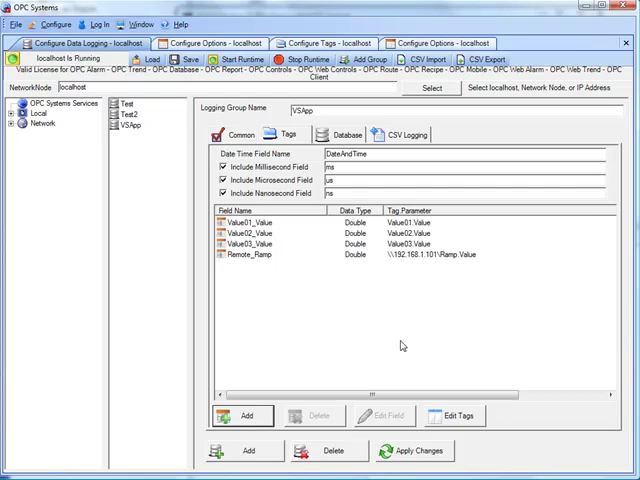 OPC Systems
File Configure Log In Window Help
Configure Data Logging - localhost Configure Options - localhost Configure Tags - localhost Configure Options - localhost
localhost Is Running Load Save Start Runtime Stop Runtime Add Group CSV Import CSV Export
Valid License for OPC Alarm - OPC Trend - OPC Database - OPC Report - OPC Controls - OPC Web Controls - OPC Route - OPC Recipe - OPC Mobile - OPC Web Alarm - OPC Web Trend - OPC Client
NetworkNode localhost Select Select localhost, Network Node, or IP Address
OPC Systems Services
Local
Network
Test
Test2
VSApp
Logging Group Name VSApp
Common Tags Database CSV Logging
Date Time Field Name DateAndTime
Include Millisecond Field ms
Include Microsecond Field us
Include Nanosecond Field ns
Field Name Data Type Tag.Parameter
Value01_Value Double Value01.Value
Value02_Value Double Value02.Value
Value03_Value Double Value03.Value
Remote_Ramp Double \\192.168.1.101\Ramp.Value
Add Delete Edit Field Edit Tags
Add Delete Apply Changes